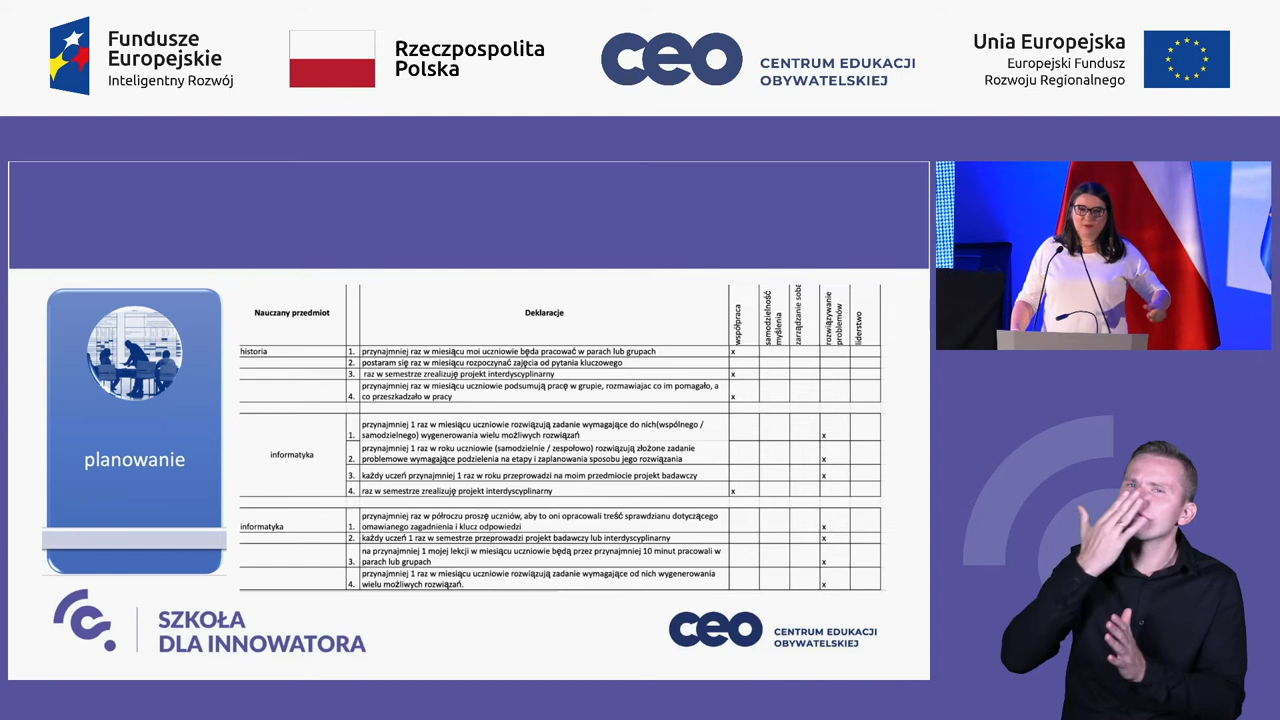 Fundusze
Europejskie
Inteligentny Rozwój
Rzeczpospolita
Polska
ceo
CENTRUM EDUKACJI
OBYWATELSKIEJ
Unia Europejska
Europejski Fundusz
Rozwoju Regionalnego
planowanie
Nauczany przedmiot
Deklaracje
współpraca
samodzielność
myślenia
zarządzanie sobą
rozwiązywanie
problemów
liderstwo
historia
1. przynajmniej raz w miesiącu moi uczniowie będa pracować w parach lub grupach x
2. postaram się raz w miesiącu rozpocząć zajęcia od pytania kluczowego
3. raz w semestrze zrealizuję projekt interdyscyplinarny x
przynajmniej raz w miesiącu uczniowie podsumują pracę w grupie, rozmawiając co im pomagało, a
4. co przeszkadzało w pracy x
informatyka
przynajmniej 1 raz w miesiącu uczniowie rozwiązują zadanie wymagające do nich(wspólnego /
1. samodzielnego) wygenerowania wielu możliwych rozwiązań x
przynajmniej 1 raz w roku uczniowie (samodzielnie / zespołowo) rozwiązują złożone zadanie
2. problemowe wymagające podzielenia na etapy i zaplanowania sposobu jego rozwiązania x
3. każdy uczeń przynajmniej 1 raz w roku przeprowadzi na moim przedmiocie projekt badawczy x
4. raz w semestrze zrealizuję projekt interdyscyplinarny x
informatyka
przynajmniej raz w półroczu proszę uczniów, aby to oni opracowali treść sprawdzianu dotyczącego
1. omawianego zagadnienia i klucz odpowiedzi x
2. każdy uczeń 1 raz w semestrze przeprowadzi projekt badawczy lub interdyscyplinarny x
na przynajmniej 1 mojej lekcji w miesiącu uczniowie będą przez przynajmniej 10 minut pracowali w
3. parach lub grupach x
przynajmniej 1 raz w miesiącu uczniowie rozwiązują zadanie wymagające od nich wygenerowania
4. wielu możliwych rozwiązań. x
SZKOŁA
DLA INNOWATORA
ceo
CENTRUM EDUKACJI
OBYWATELSKIEJ